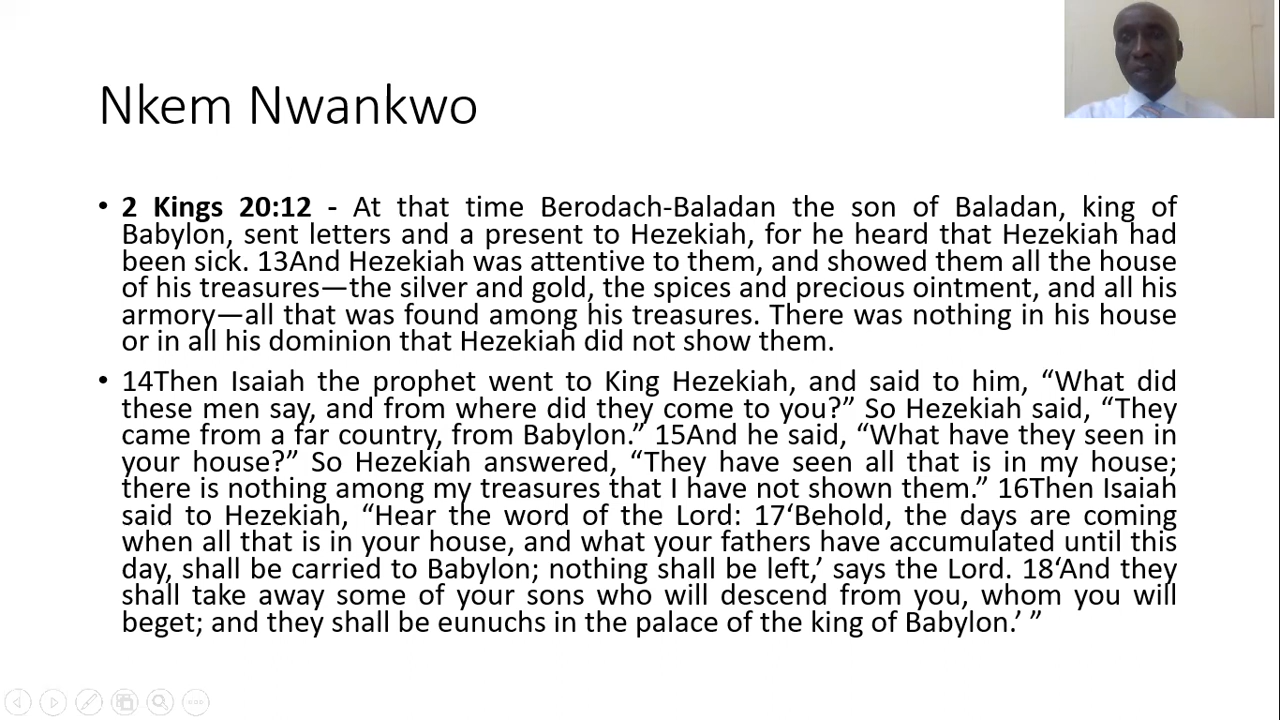 Nkem Nwankwo
• 2 Kings 20:12 - At that time Berodach-Baladan the son of Baladan, king of
Babylon, sent letters and a present to Hezekiah, for he heard that Hezekiah had
been sick. 13And Hezekiah was attentive to them, and showed them all the house
of his treasures—the silver and gold, the spices and precious ointment, and all his
armory—all that was found among his treasures. There was nothing in his house
or in all his dominion that Hezekiah did not show them.
• 14Then Isaiah the prophet went to King Hezekiah, and said to him, “What did
these men say, and from where did they come to you?” So Hezekiah said, “They
came from a far country, from Babylon.” 15And he said, “What have they seen in
your house?” So Hezekiah answered, “They have seen all that is in my house;
there is nothing among my treasures that I have not shown them.” 16Then Isaiah
said to Hezekiah, “Hear the word of the Lord: 17‘Behold, the days are coming
when all that is in your house, and what your fathers have accumulated until this
day, shall be carried to Babylon; nothing shall be left,’ says the Lord. 18‘And they
shall take away some of your sons who will descend from you, whom you will
beget; and they shall be eunuchs in the palace of the king of Babylon.’ ”